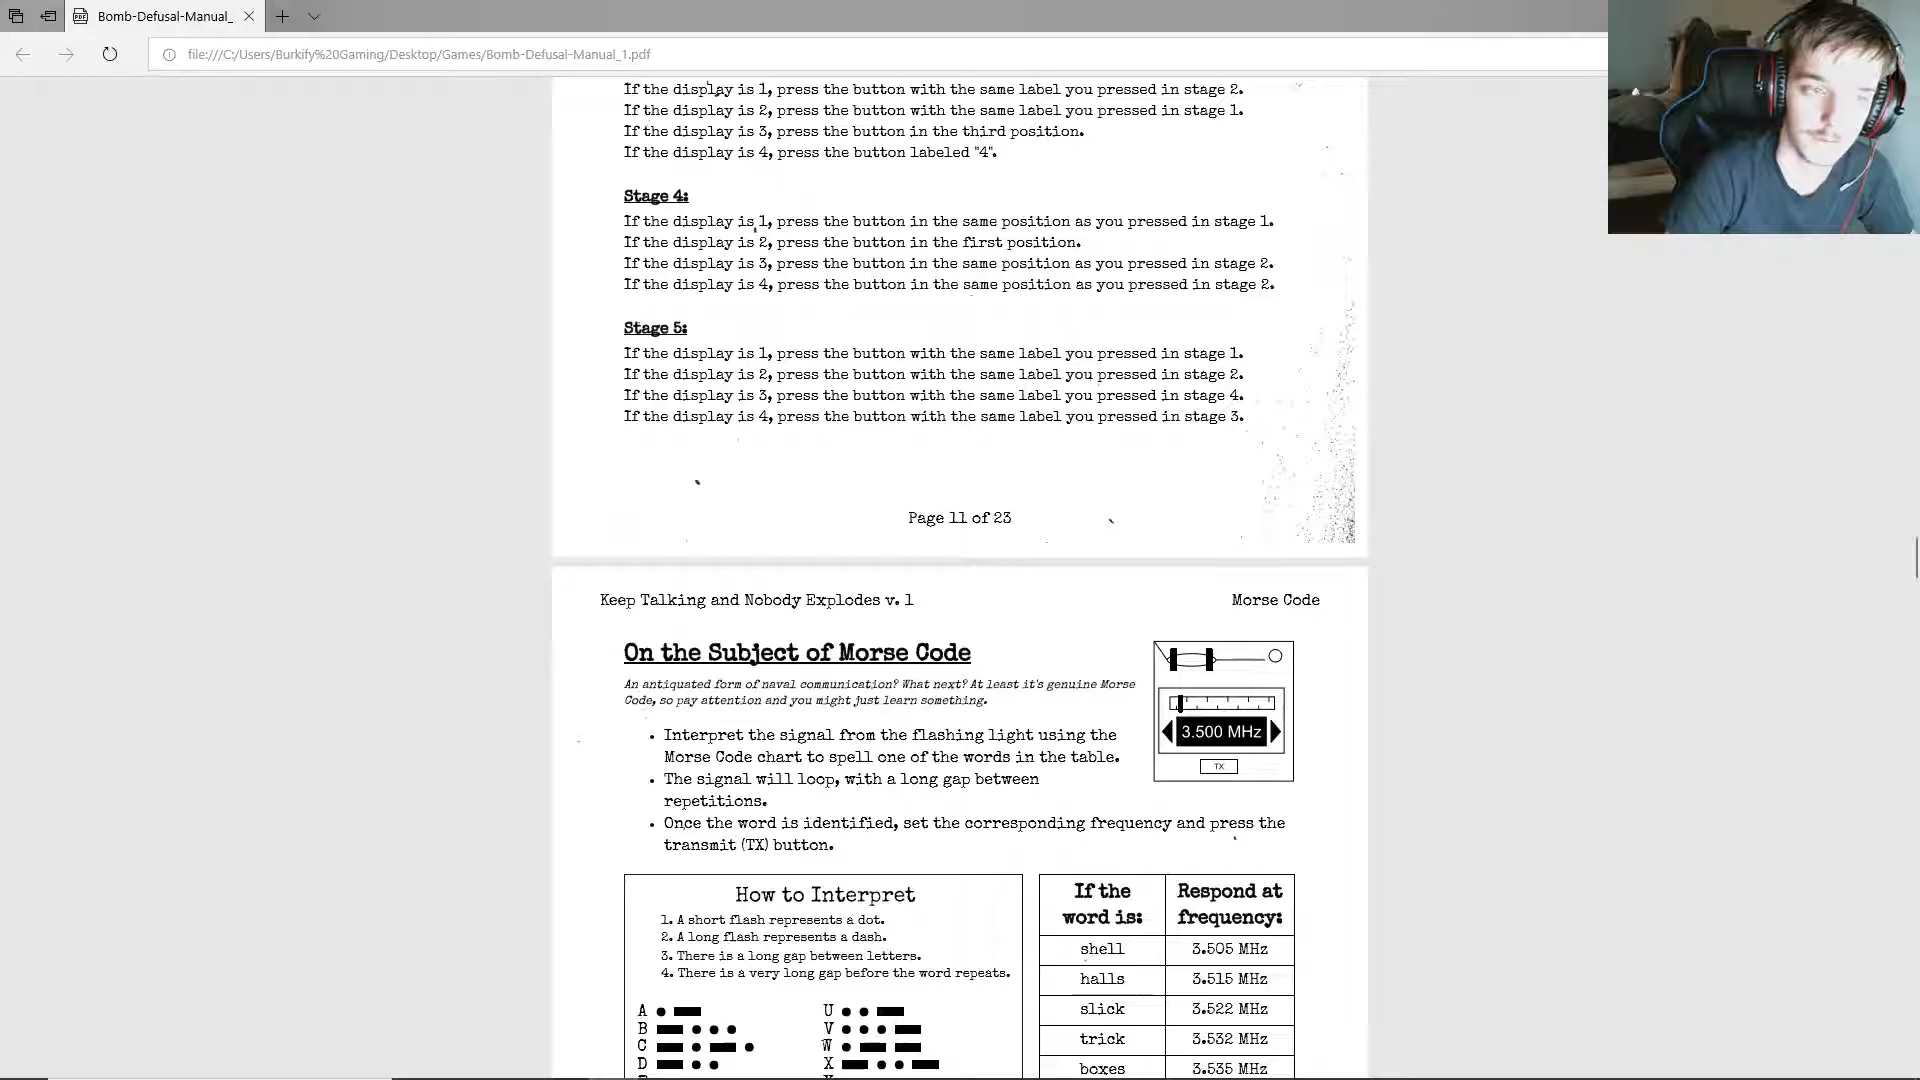 Bomb-Defusal-Manual_
file:///C:/Users/Burkify%20Gaming/Desktop/Games/Bomb-Defusal-Manual_1.pdf
If the display is 1, press the button with the same label you pressed in stage 2.
If the display is 2, press the button with the same label you pressed in stage 1.
If the display is 3, press the button in the third position.
If the display is 4, press the button labeled "4".
Stage 4:
If the display is 1, press the button in the same position as you pressed in stage 1.
If the display is 2, press the button in the first position.
If the display is 3, press the button in the same position as you pressed in stage 2.
If the display is 4, press the button in the same position as you pressed in stage 2.
Stage 5:
If the display is 1, press the button with the same label you pressed in stage 1.
If the display is 2, press the button with the same label you pressed in stage 2.
If the display is 3, press the button with the same label you pressed in stage 4.
If the display is 4, press the button with the same label you pressed in stage 3.
Page 11 of 23
Keep Talking and Nobody Explodes v. 1
Morse Code
On the Subject of Morse Code
An antiquated form of naval communication? What next? At least it's genuine Morse
Code, so pay attention and you might just learn something.
• Interpret the signal from the flashing light using the
Morse Code chart to spell one of the words in the table.
• The signal will loop, with a long gap between
repetitions.
• Once the word is identified, set the corresponding frequency and press the
transmit (TX) button.
3.500 MHz
TX
How to Interpret
1. A short flash represents a dot.
2. A long flash represents a dash.
3. There is a long gap between letters.
4. There is a very long gap before the word repeats.
A
B
C
D
U
V
W
X
If the word is: Respond at frequency:
shell 3.505 MHz
halls 3.515 MHz
slick 3.522 MHz
trick 3.532 MHz
boxes 3.535 MHz